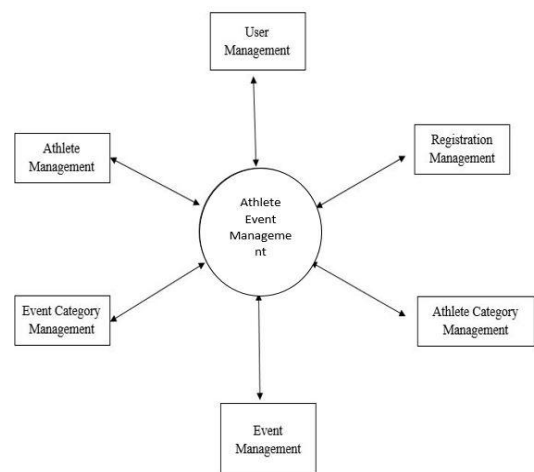 User
Management
Athlete
Management
Registration
Management
Athlete
Event
Manageme
nt
Event Category
Management
Athlete Category
Management
Event
Management